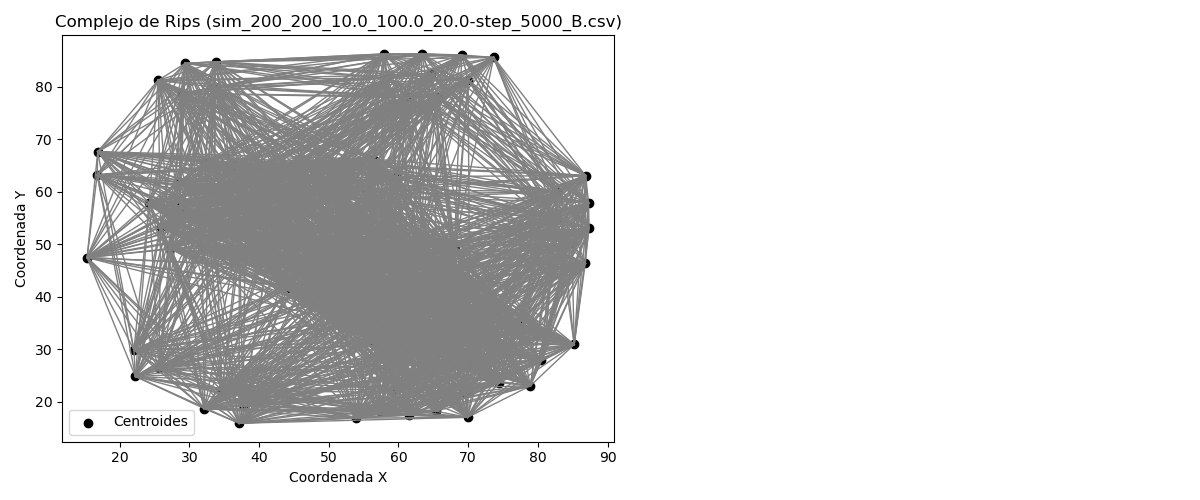 Complejo de Rips (sim_200_200_10.0_100.0_20.0-step_5000_B.csv)
80
70
60
50
40
30
20
Coordenada Y
Centroides
20 30 40 50 60 70 80 90
Coordenada X